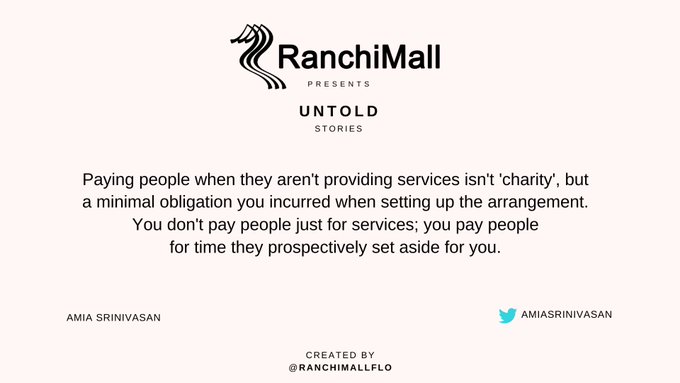 RanchiMall
PRESENTS
UNTOLD
STORIES
Paying people when they aren't providing services isn't 'charity', but
a minimal obligation you incurred when setting up the arrangement.
You don't pay people just for services; you pay people
for time they prospectively set aside for you.
AMIA SRINIVASAN
AMIASRINIVASAN
CREATED BY
@RANCHIMALLFLO